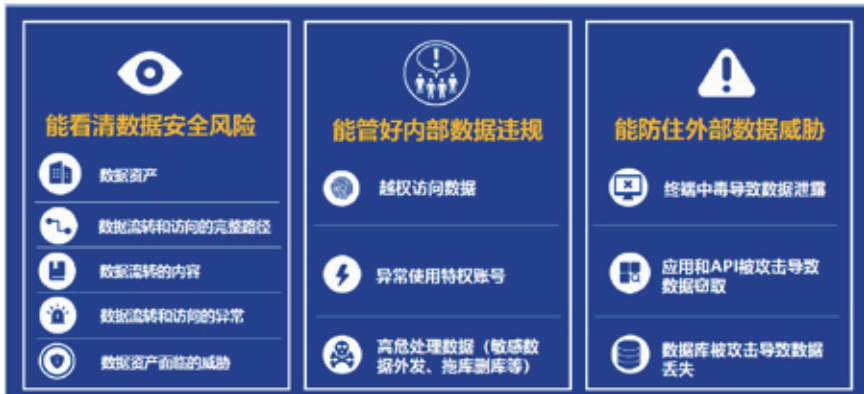 能看清数据安全风险
数据资产
数据流转和访问的完整路径
数据流转的内容
数据流转和访问的异常
数据资产面临的威胁
能管好内部数据违规
越权访问数据
异常使用特权账号
高危处理数据（敏感数
据外发、拖库删库等）
能防住外部数据威胁
终端中毒导致数据泄露
应用和API被攻击导致
数据窃取
数据库被攻击导致数据
丢失